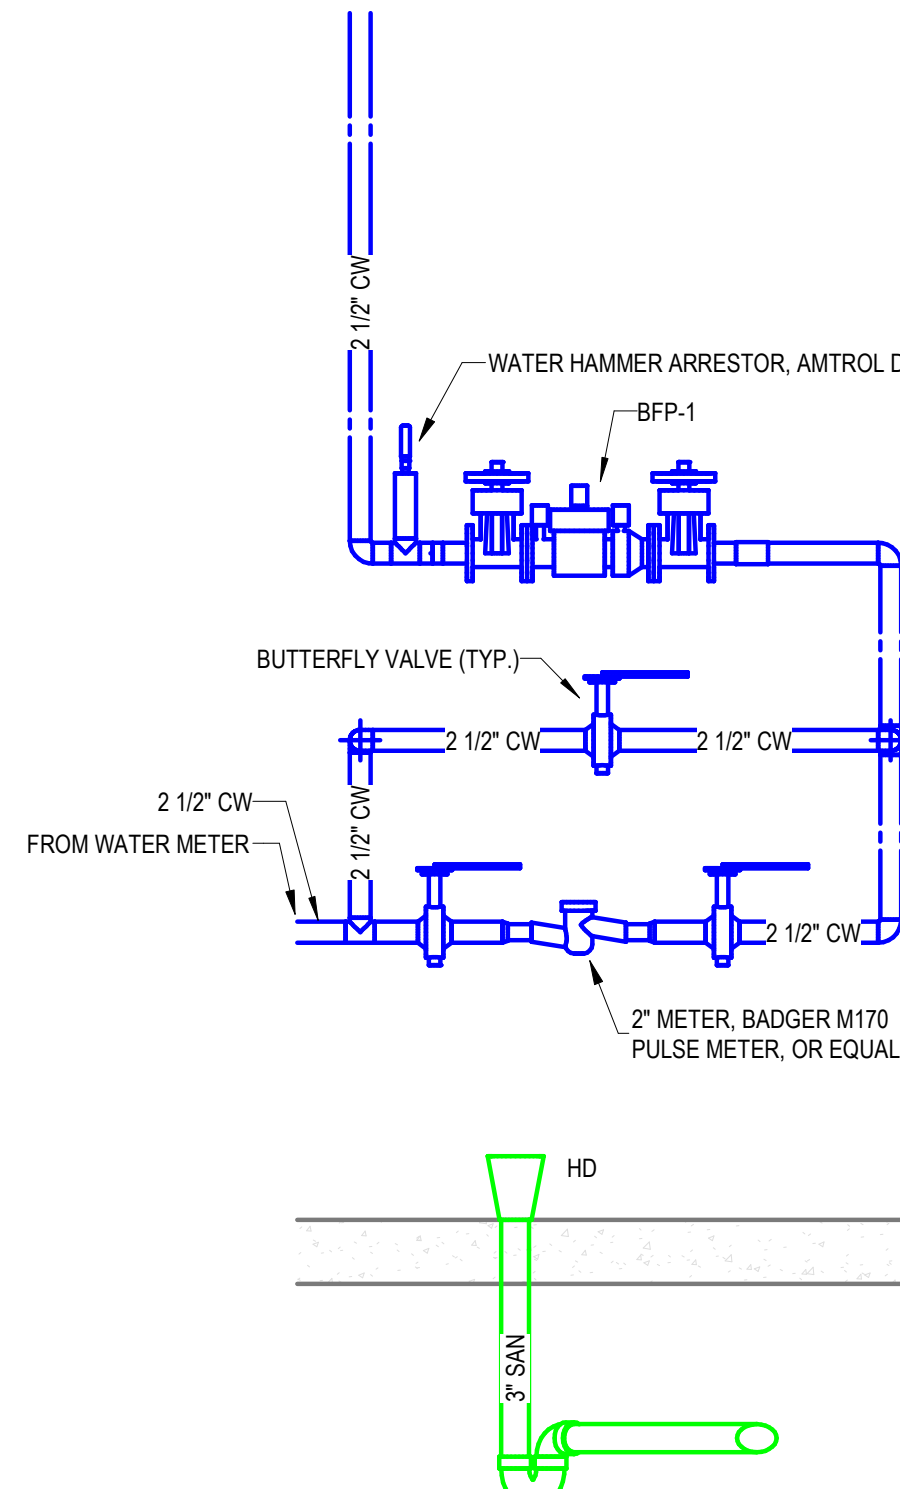 2 1/2" CW
WATER HAMMER ARRESTOR, AMTROL D
BFP-1
BUTTERFLY VALVE (TYP.)
2 1/2" CW
2 1/2" CW
2 1/2" CW
2 1/2" CW
FROM WATER METER
2 1/2" CW
2" METER, BADGER M170
PULSE METER, OR EQUAL
HD
3" SAN